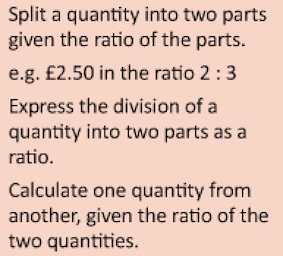 Split a quantity into two parts
given the ratio of the parts.
e.g. £2.50 in the ratio 2 : 3
Express the division of a
quantity into two parts as a
ratio.
Calculate one quantity from
another, given the ratio of the
two quantities.